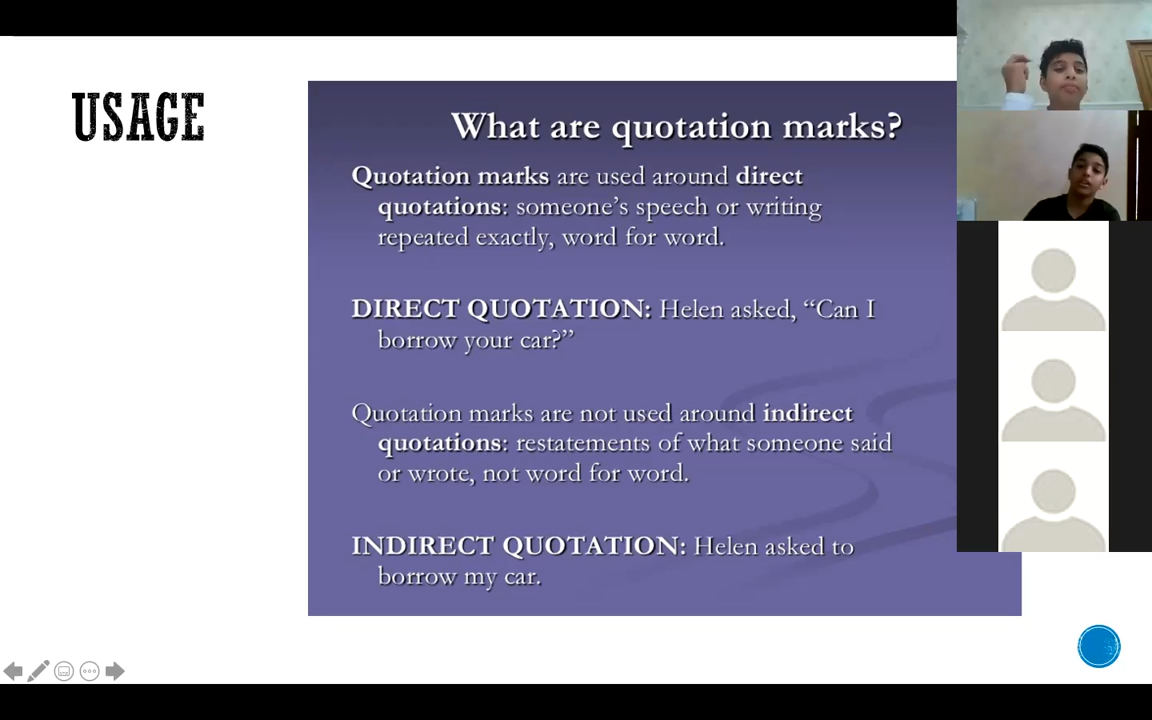 USAGE
What are quotation marks?
Quotation marks are used around direct
quotations: someone’s speech or writing
repeated exactly, word for word.
DIRECT QUOTATION: Helen asked, “Can I
borrow your car?”
Quotation marks are not used around indirect
quotations: restatements of what someone said
or wrote, not word for word.
INDIRECT QUOTATION: Helen asked to
borrow my car.